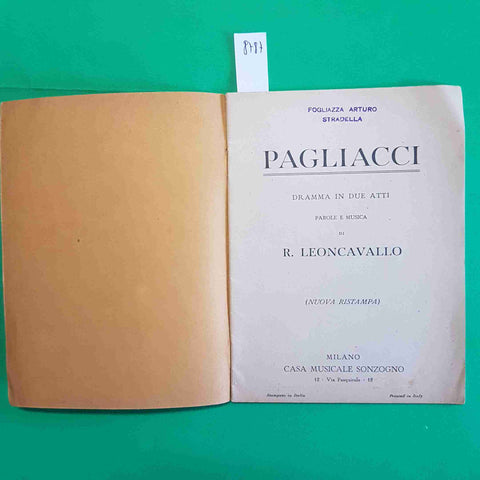 8787
FOGLIAZZA ARTURO
STRADELLA
PAGLIACCI
DRAMMA IN DUE ATTI
PAROLE E MUSICA
DI
R. LEONCAVALLO
(NUOVA RISTAMPA)
MILANO
CASA MUSICALE SONZOGNO
12 - Via Pasquirolo - 12
Stampato in Italia Printed in Italy